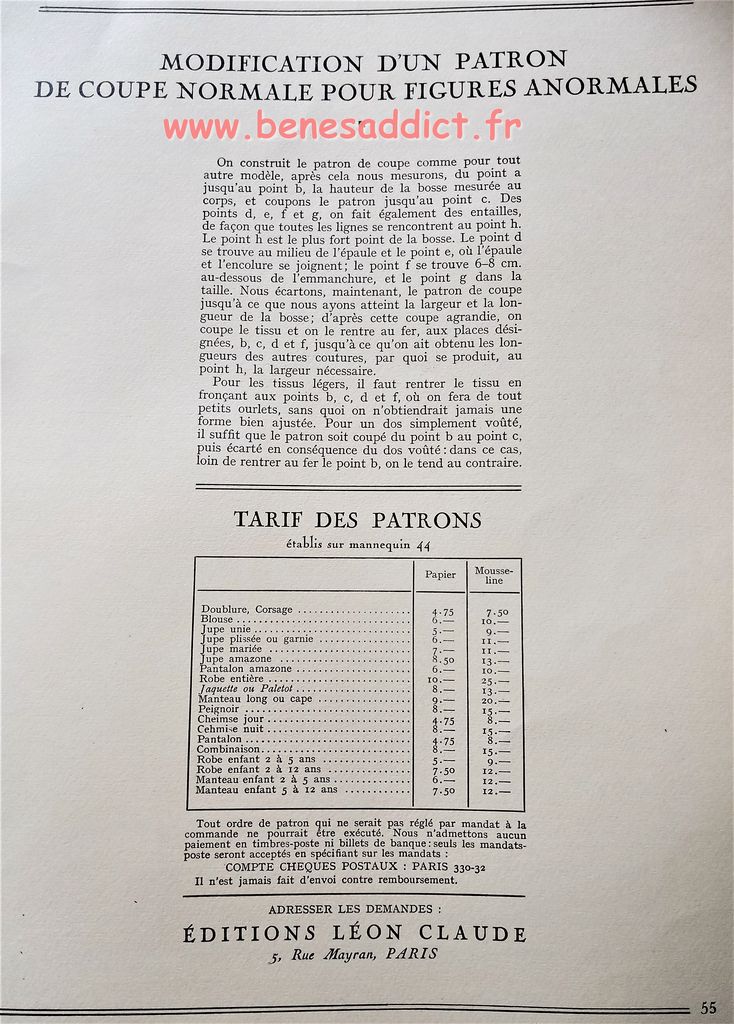 MODIFICATION D'UN PATRON
DE COUPE NORMALE POUR FIGURES ANORMALES
www.benesaddict.fr
On construit le patron de coupe comme pour tout
autre modèle, après cela nous mesurons, du point a
jusqu'au point b, la hauteur de la bosse mesurée au
corps, et coupons le patron jusqu'au point c. Des
points d, e, f et g, on fait également des entailles,
de façon que toutes les lignes se rencontrent au point h.
Le point h est le plus fort point de la bosse. Le point d
se trouve au milieu de l'épaule et le point e, où l'épaule
et l'encolure se joignent; le point f se trouve 6–8 cm.
au-dessous de l'emmanchure, et le point g dans la
taille. Nous écartons, maintenant, le patron de coupe
jusqu'à ce que nous ayons atteint la largeur et la lon-
gueur de la bosse; d'après cette coupe agrandie, on
coupe le tissu et on le rentre au fer, aux places dési-
gnées, b, c, d et f, jusqu'à ce qu'on ait obtenu les lon-
gueurs des autres coutures, par quoi se produit, au
point h, la largeur nécessaire.
Pour les tissus légers, il faut rentrer le tissu en
fronçant aux points b, c, d et f, où on fera de tout
petits ourlets, sans quoi on n'obtiendrait jamais une
forme bien ajustée. Pour un dos simplement voûté,
il suffit que le patron soit coupé du point b au point c,
puis écarté en conséquence du dos voûté: dans ce cas,
loin de rentrer au fer le point b, on le tend au contraire.
TARIF DES PATRONS
établis sur mannequin 44
Papier Mousse-
line
Doublure, Corsage .................... 4.75 7.50
Blouse .................... 6.— 10.—
Jupe unie .................... 5.— 9.—
Jupe plissée ou garnie .................... 6.— 11.—
Jupe mariée .................... 7.— 11.—
Jupe amazone .................... 8.50 13.—
Pantalon amazone .................... 6.— 10.—
Robe entière .................... 10.— 25.—
Jaquette ou Paletot .................... 8.— 13.—
Manteau long ou cape .................... 9.— 20.—
Peignoir .................... 8.— 15.—
Cheimse jour .................... 4.75 8.—
Cehmise nuit .................... 8.— 15.—
Pantalon .................... 4.75 8.—
Combinaison .................... 8.— 15.—
Robe enfant 2 à 5 ans .................... 5.— 9.—
Robe enfant 2 à 12 ans .................... 7.50 12.—
Manteau enfant 2 à 5 ans .................... 6.— 12.—
Manteau enfant 5 à 12 ans .................... 7.50 12.—
Tout ordre de patron qui ne serait pas réglé par mandat à la
commande ne pourrait être exécuté. Nous n'admettons aucun
paiement en timbres-poste ni billets de banque: seuls les mandats-
poste seront acceptés en spécifiant sur les mandats :
COMPTE CHEQUES POSTAUX : PARIS 330-32
Il n'est jamais fait d'envoi contre remboursement.
ADRESSER LES DEMANDES :
ÉDITIONS LÉON CLAUDE
5, Rue Mayran, PARIS
55